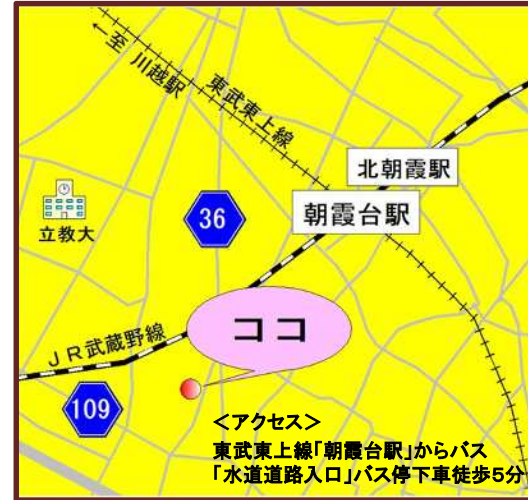 ←至 川越駅
東武東上線
北朝霞駅
朝霞台駅
立教大
36
ココ
JR武蔵野線
109
<アクセス>
東武東上線「朝霞台駅」からバス
「水道道路入口」バス停下車徒歩5分